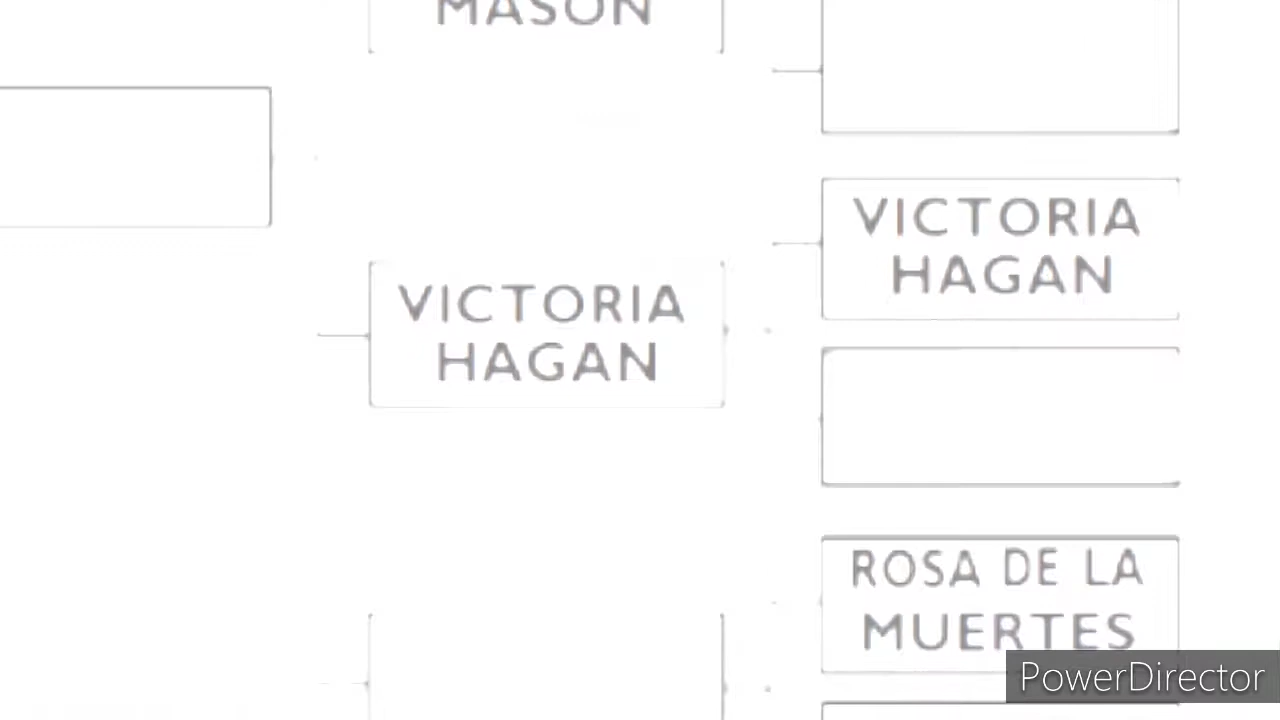 MASON
VICTORIA
HAGAN
VICTORIA
HAGAN
ROSA DE LA
MUERTES
PowerDirector